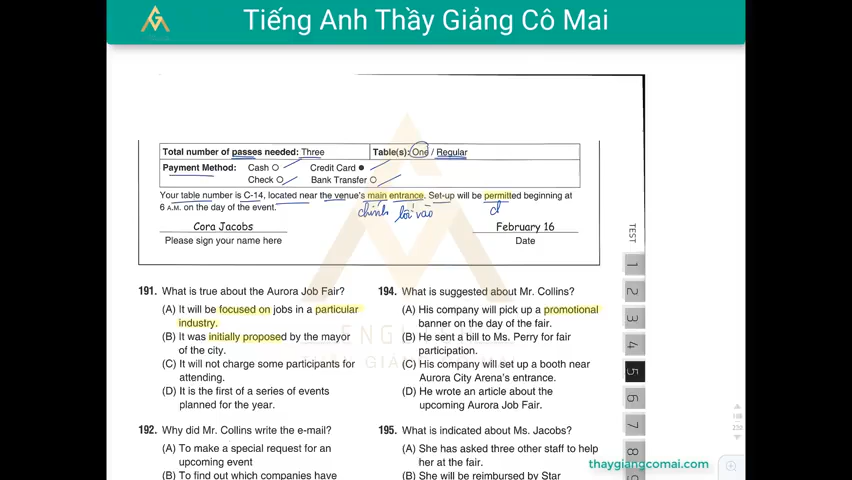 Tiếng Anh Thầy Giảng Cô Mai
Total number of passes needed: Three
Table(s): One / Regular
Payment Method: Cash Credit Card
Check Bank Transfer
Your table number is C-14, located near the venue's main entrance. Set-up will be permitted beginning at
6 A.M. on the day of the event.
chính lối vào
Cora Jacobs
Please sign your name here
February 16
Date
TEST
1
2
3
4
5
6
7
8
9
191. What is true about the Aurora Job Fair?
(A) It will be focused on jobs in a particular
industry.
(B) It was initially proposed by the mayor
of the city.
(C) It will not charge some participants for
attending.
(D) It is the first of a series of events
planned for the year.
192. Why did Mr. Collins write the e-mail?
(A) To make a special request for an
upcoming event
(B) To find out which companies have
194. What is suggested about Mr. Collins?
(A) His company will pick up a promotional
banner on the day of the fair.
(B) He sent a bill to Ms. Perry for fair
participation.
(C) His company will set up a booth near
Aurora City Arena's entrance.
(D) He wrote an article about the
upcoming Aurora Job Fair.
195. What is indicated about Ms. Jacobs?
(A) She has asked three other staff to help
her at the fair.
(B) She will be reimbursed by Star
thaygiangcomai.com